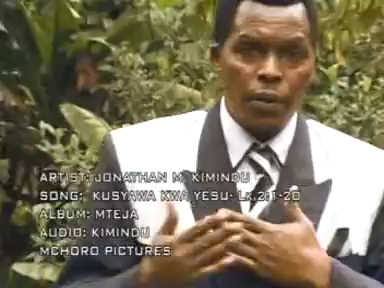 ARTIST: JONATHAN M. KIMINDU
SONG: KUSYAWA KWA YESU- Lk.2:1-20
ALBUM: MTEJA
AUDIO: KIMINDU
MCHORO PICTURES